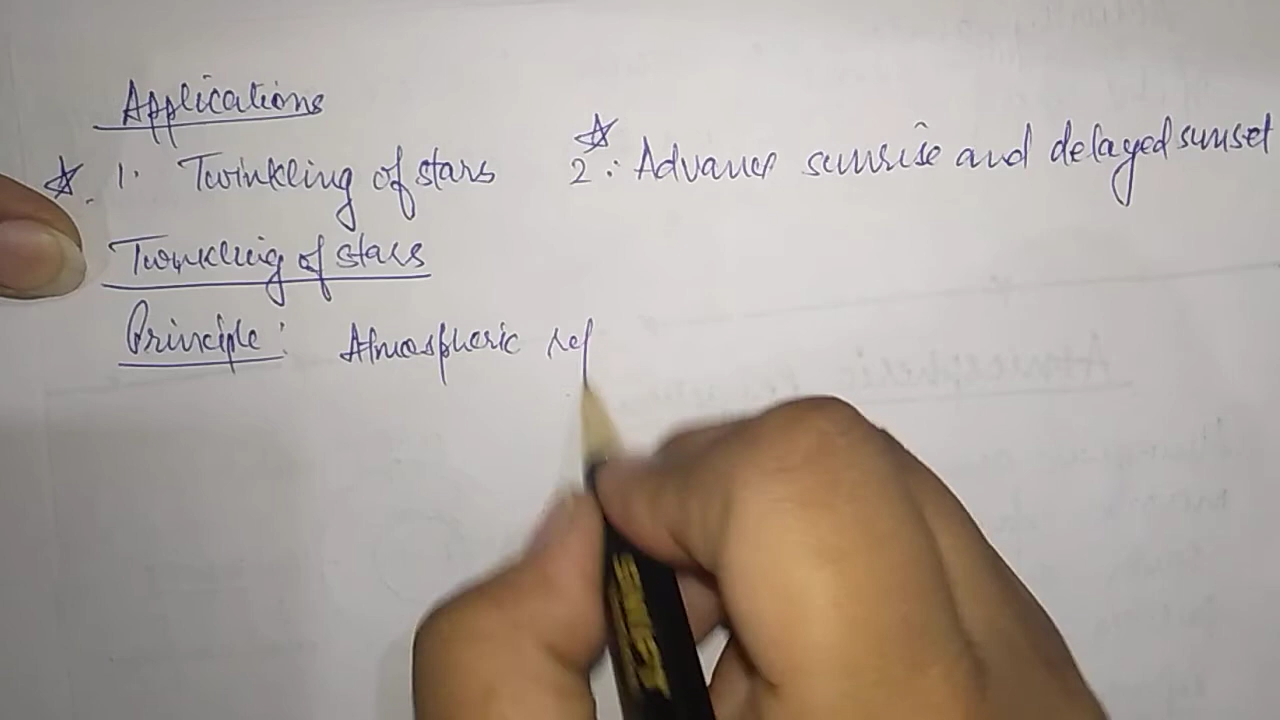 Applications
☆. 1. Twinkling of stars ☆ 2: Advance sunrise and delayed sunset
Twinkling of stars
Principle: Atmospheric ref